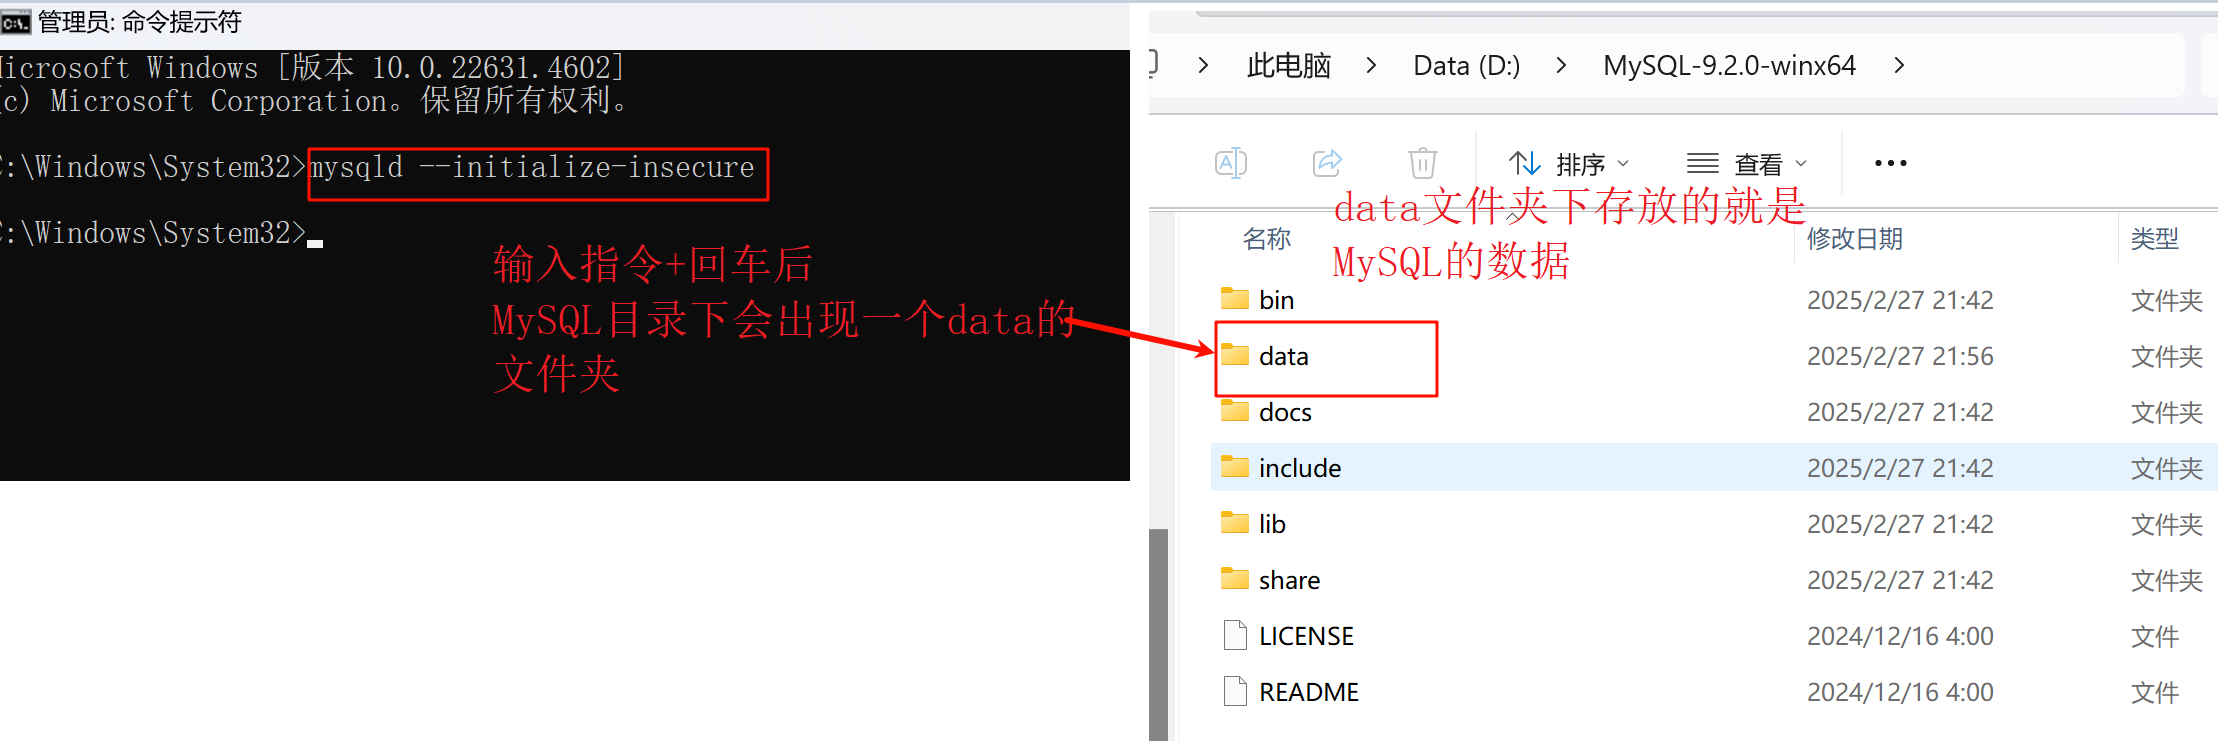 管理员: 命令提示符
Microsoft Windows [版本 10.0.22631.4602]
(c) Microsoft Corporation。保留所有权利。
C:\Windows\System32>mysqld --initialize-insecure
C:\Windows\System32>
输入指令+回车后
MySQL目录下会出现一个data的
文件夹
此电脑 > Data (D:) > MySQL-9.2.0-winx64 >
排序 查看
data文件夹下存放的就是
MySQL的数据
名称 修改日期 类型
bin 2025/2/27 21:42 文件夹
data 2025/2/27 21:56 文件夹
docs 2025/2/27 21:42 文件夹
include 2025/2/27 21:42 文件夹
lib 2025/2/27 21:42 文件夹
share 2025/2/27 21:42 文件夹
LICENSE 2024/12/16 4:00 文件
README 2024/12/16 4:00 文件